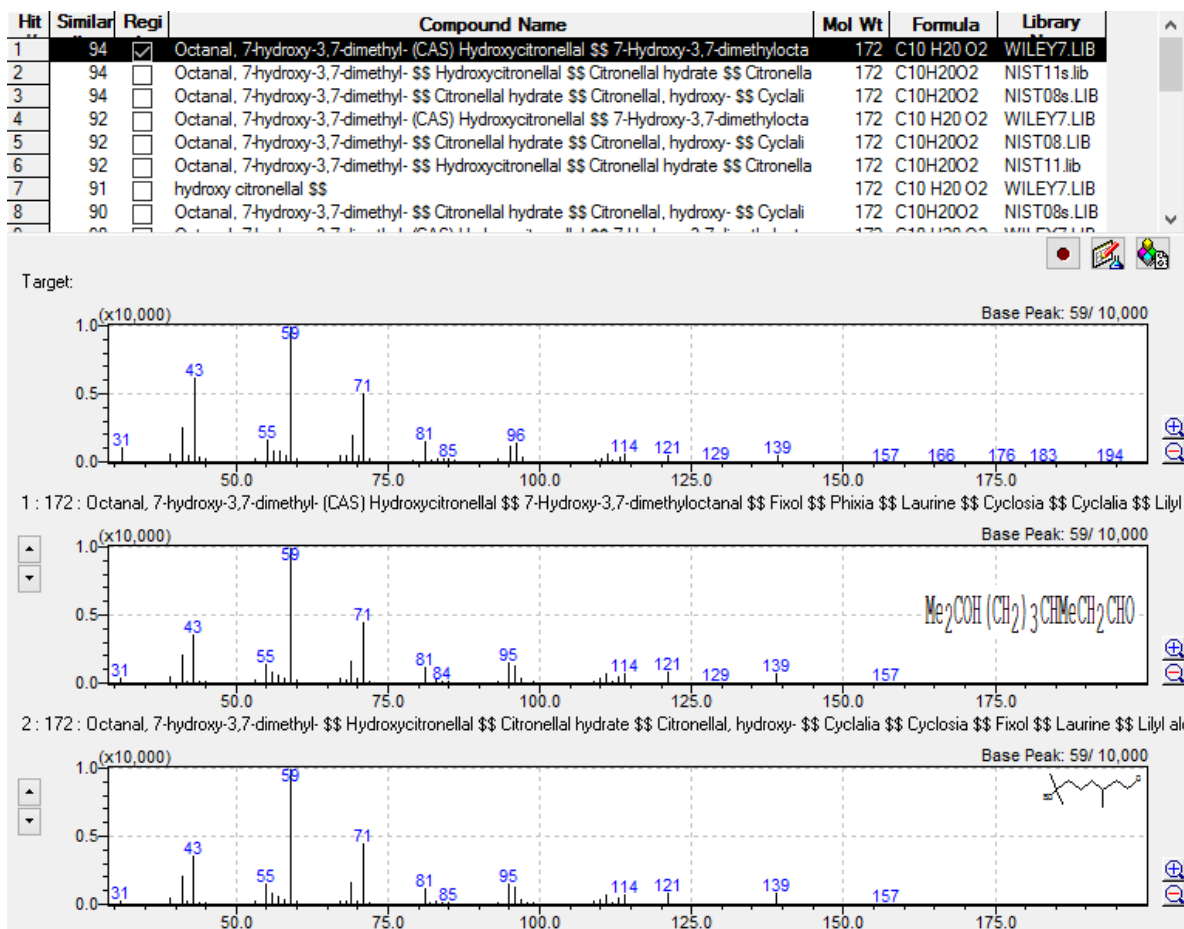 Hit Similar Regi Compound Name Mol Wt Formula Library
1 94 Octanal, 7-hydroxy-3,7-dimethyl- (CAS) Hydroxycitronellal $$ 7-Hydroxy-3,7-dimethylocta 172 C10 H20 O2 WILEY7.LIB
2 94 Octanal, 7-hydroxy-3,7-dimethyl- $$ Hydroxycitronellal $$ Citronellal hydrate $$ Citronella 172 C10H20O2 NIST11s.lib
3 94 Octanal, 7-hydroxy-3,7-dimethyl- $$ Citronellal hydrate $$ Citronellal, hydroxy- $$ Cyclali 172 C10H20O2 NIST08s.LIB
4 92 Octanal, 7-hydroxy-3,7-dimethyl- (CAS) Hydroxycitronellal $$ 7-Hydroxy-3,7-dimethylocta 172 C10 H20 O2 WILEY7.LIB
5 92 Octanal, 7-hydroxy-3,7-dimethyl- $$ Citronellal hydrate $$ Citronellal, hydroxy- $$ Cyclali 172 C10H20O2 NIST08.LIB
6 92 Octanal, 7-hydroxy-3,7-dimethyl- $$ Hydroxycitronellal $$ Citronellal hydrate $$ Citronella 172 C10H20O2 NIST11.lib
7 91 hydroxy citronellal $$ 172 C10 H20 O2 WILEY7.LIB
8 90 Octanal, 7-hydroxy-3,7-dimethyl- $$ Citronellal hydrate $$ Citronellal, hydroxy- $$ Cyclali 172 C10H20O2 NIST08s.LIB
Target:
(x10,000) Base Peak: 59/ 10,000
1.0
59
43
71
0.5
31 55 81 85 96 114 121 129 139 157 166 176 183 194
0.0
50.0 75.0 100.0 125.0 150.0 175.0
1 : 172 : Octanal, 7-hydroxy-3,7-dimethyl- (CAS) Hydroxycitronellal $$ 7-Hydroxy-3,7-dimethyloctanal $$ Fixol $$ Phixia $$ Laurine $$ Cyclosia $$ Cyclalia $$ Lilyl
(x10,000) Base Peak: 59/ 10,000
1.0
59
0.5 71 Me2COH(CH2)3CHMeCH2CHO
43
31 55 81 84 95 114 121 129 139 157
0.0
50.0 75.0 100.0 125.0 150.0 175.0
2 : 172 : Octanal, 7-hydroxy-3,7-dimethyl- $$ Hydroxycitronellal $$ Citronellal hydrate $$ Citronellal, hydroxy- $$ Cyclalia $$ Cyclosia $$ Fixol $$ Laurine $$ Lilyl ald
(x10,000) Base Peak: 59/ 10,000
1.0
59
0.5 71
43
31 55 81 85 95 114 121 139 157
0.0
50.0 75.0 100.0 125.0 150.0 175.0